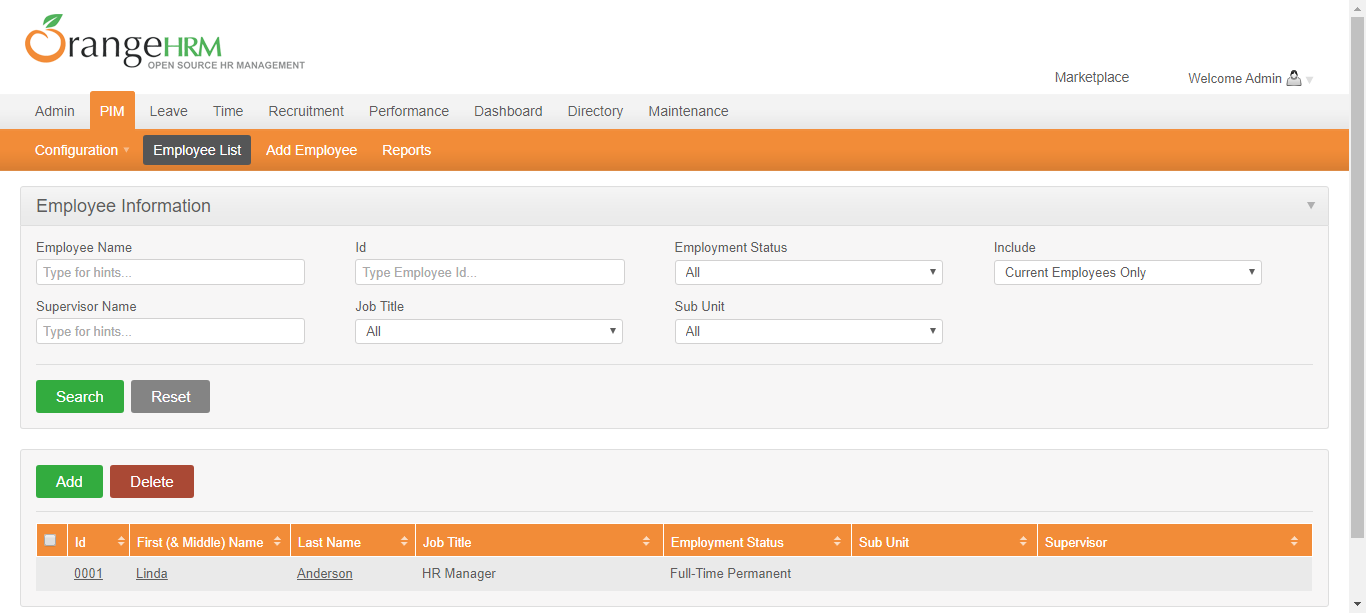 OrangeHRM
OPEN SOURCE HR MANAGEMENT
Marketplace Welcome Admin
Admin PIM Leave Time Recruitment Performance Dashboard Directory Maintenance
Configuration Employee List Add Employee Reports
Employee Information
Employee Name Id Employment Status Include
Type for hints... Type Employee Id... All Current Employees Only
Supervisor Name Job Title Sub Unit
Type for hints... All All
Search Reset
Add Delete
Id First (& Middle) Name Last Name Job Title Employment Status Sub Unit Supervisor
0001 Linda Anderson HR Manager Full-Time Permanent